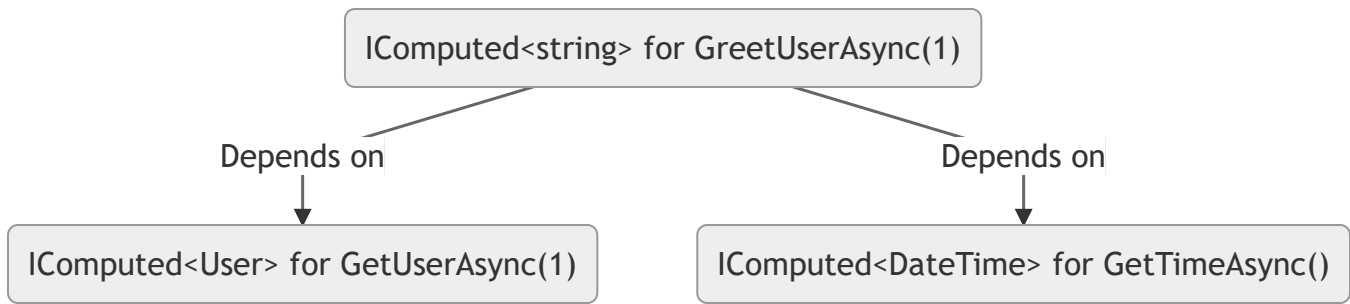 IComputed<string> for GreetUserAsync(1)
Depends on
Depends on
IComputed<User> for GetUserAsync(1)
IComputed<DateTime> for GetTimeAsync()